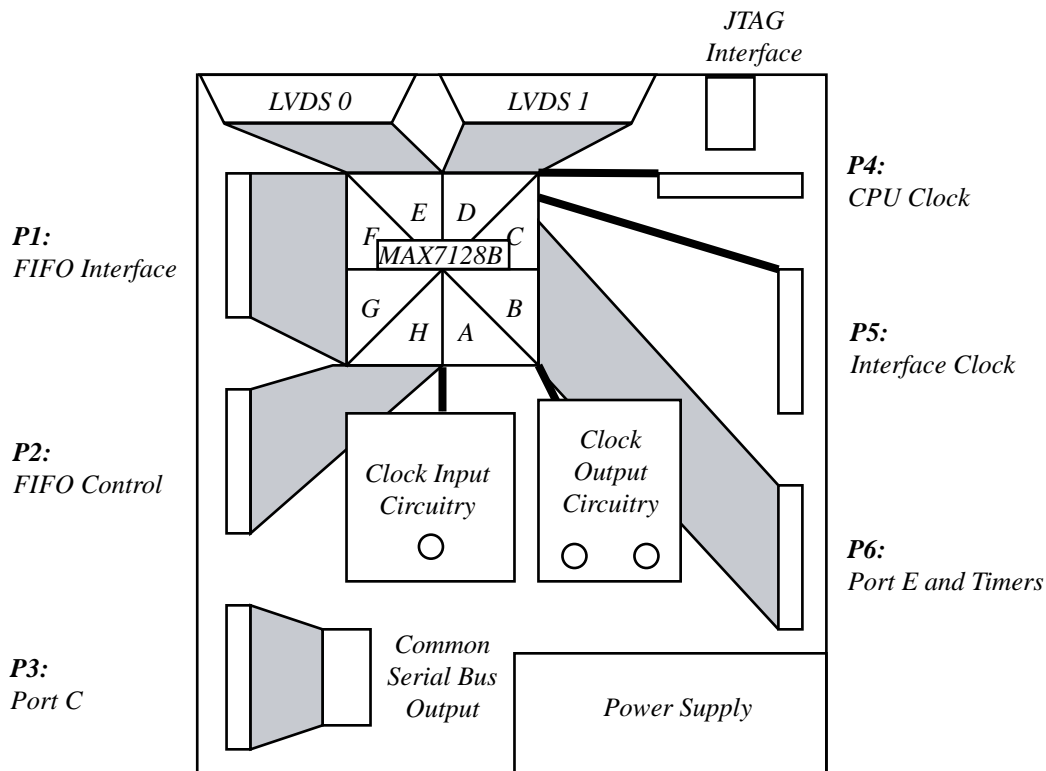 JTAG
Interface
LVDS 0
LVDS 1
P4:
CPU Clock
E
D
P1:
FIFO Interface
F
C
MAX7128B
G
B
H
A
P5:
Interface Clock
P2:
FIFO Control
Clock Input
Circuitry
Clock
Output
Circuitry
P6:
Port E and Timers
P3:
Port C
Common
Serial Bus
Output
Power Supply